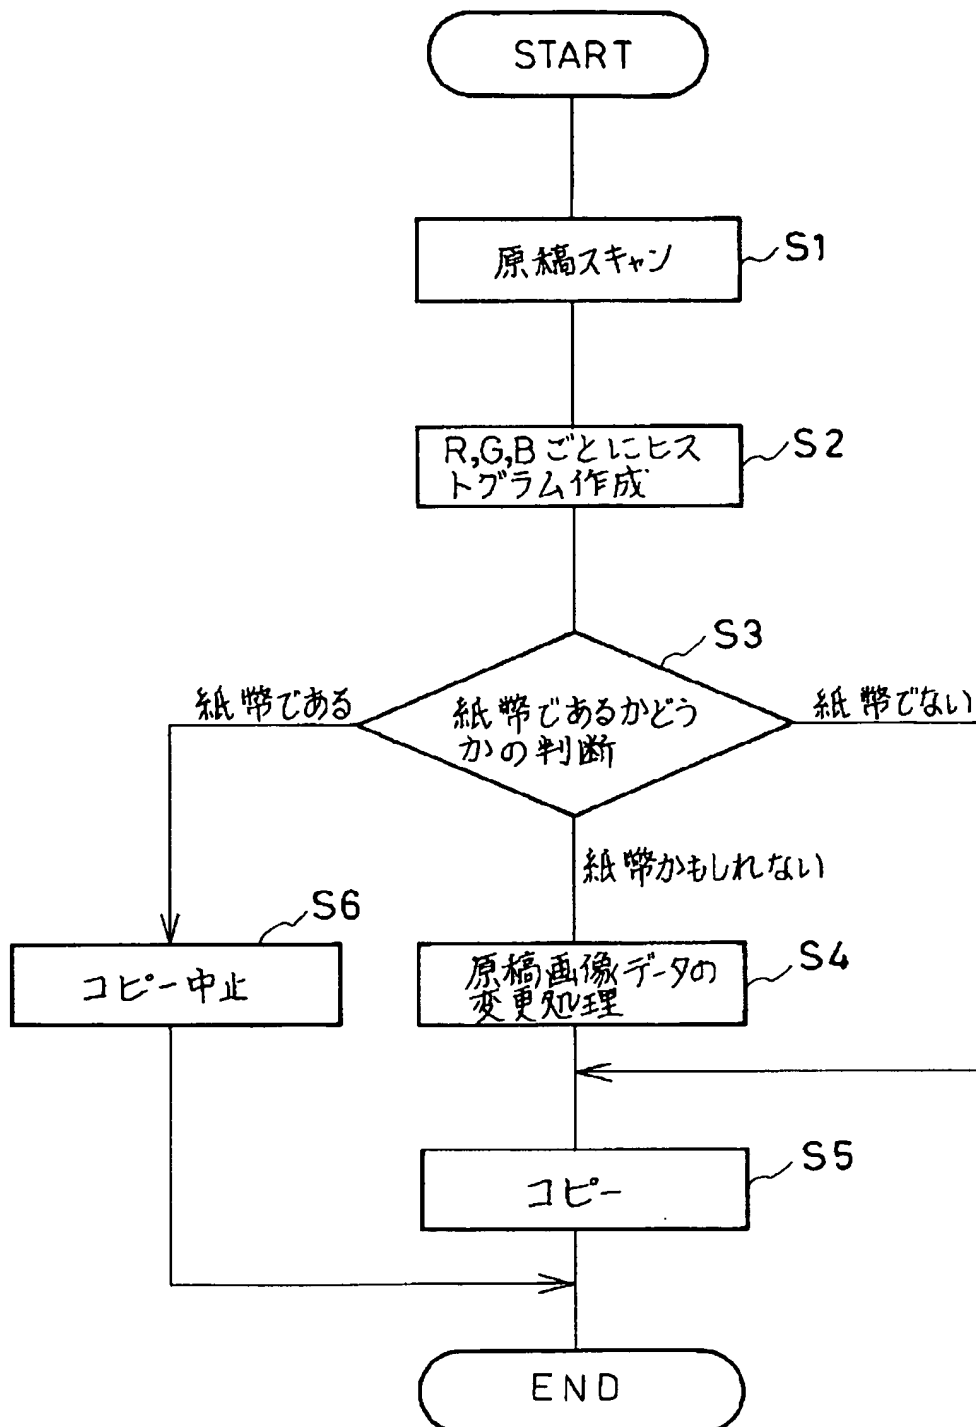 START
原稿スキャン
S1
R,G,Bごとにヒス
トグラム作成
S2
S3
紙幣である
紙幣であるかどう
かの判断
紙幣でない
紙幣かもしれない
S6
コピー中止
原稿画像データの
変更処理
S4
コピー
S5
END